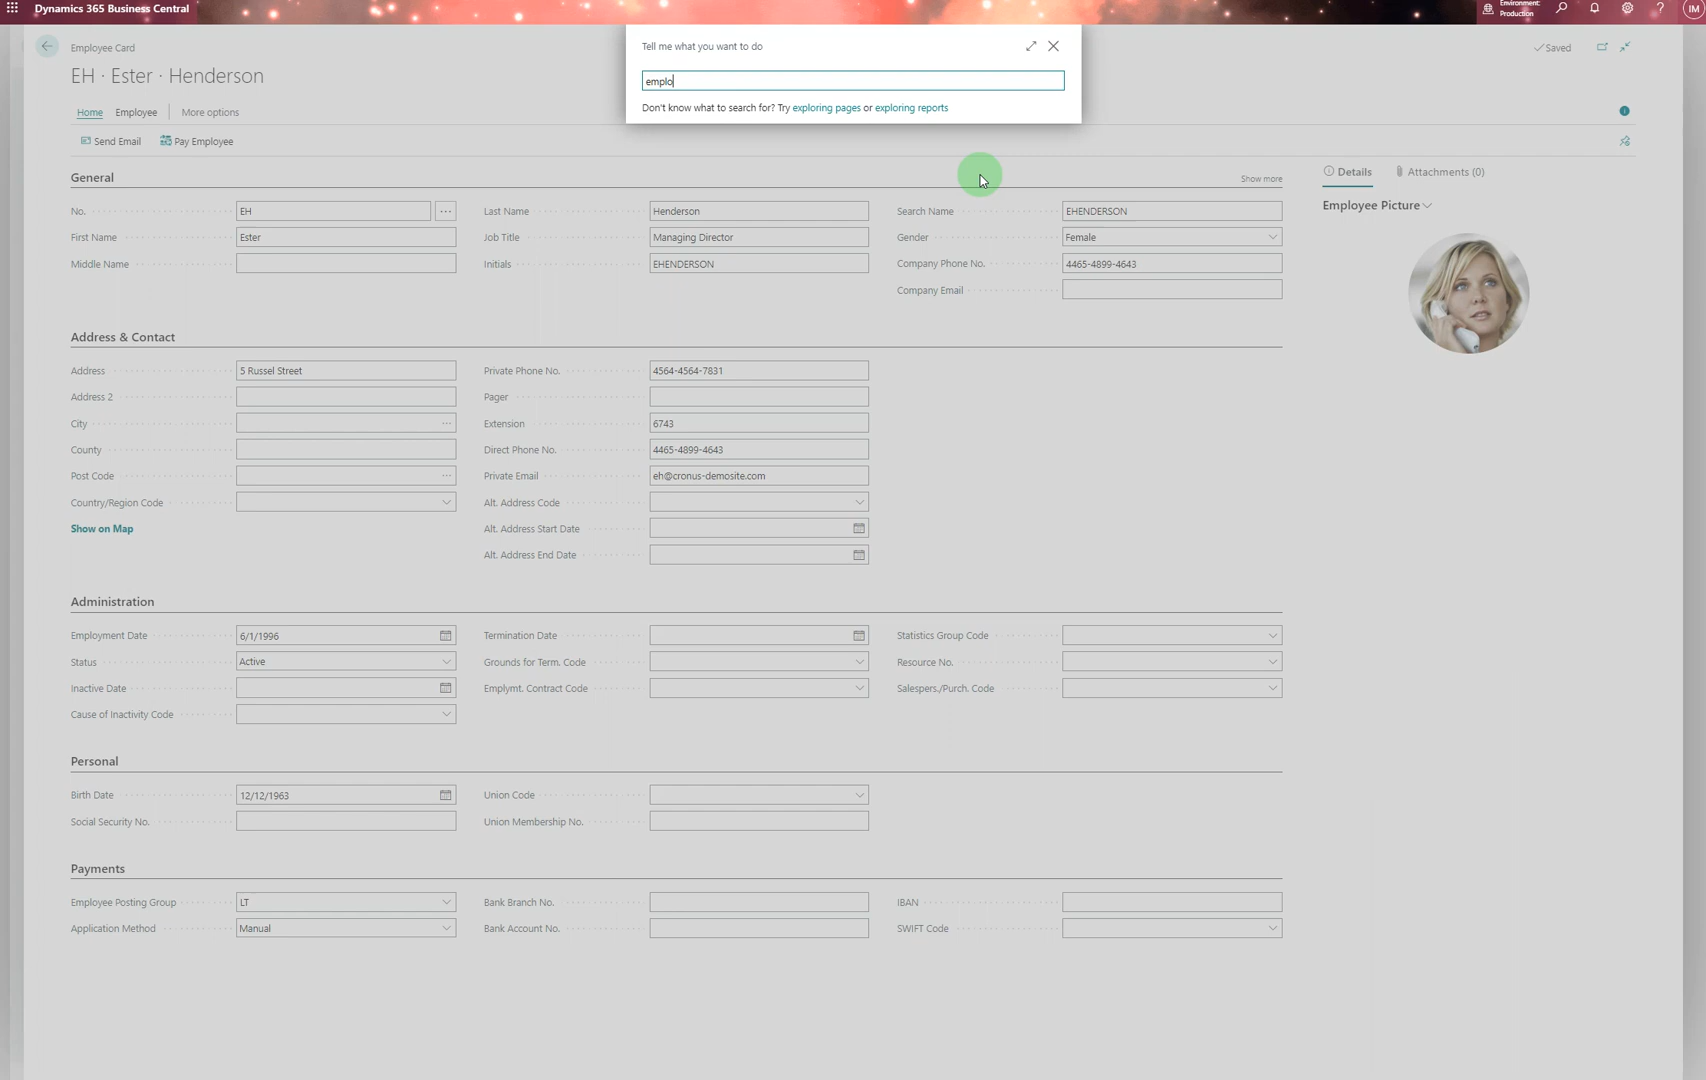 Dynamics 365 Business Central
Environment:
Production
?
IM
Tell me what you want to do
emplo
Don't know what to search for? Try exploring pages or exploring reports
Employee Card
Saved
EH · Ester · Henderson
Home Employee More options
Send Email Pay Employee
General
Show more
No. EH
First Name Ester
Middle Name
Last Name Henderson
Job Title Managing Director
Initials EHENDERSON
Search Name EHENDERSON
Gender Female
Company Phone No. 4465-4899-4643
Company Email
Address & Contact
Address 5 Russel Street
Address 2
City
County
Post Code
Country/Region Code
Show on Map
Private Phone No. 4564-4564-7831
Pager
Extension 6743
Direct Phone No. 4465-4899-4643
Private Email eh@cronus-demosite.com
Alt. Address Code
Alt. Address Start Date
Alt. Address End Date
Administration
Employment Date 6/1/1996
Status Active
Inactive Date
Cause of Inactivity Code
Termination Date
Grounds for Term. Code
Emplymt. Contract Code
Statistics Group Code
Resource No.
Salespers./Purch. Code
Personal
Birth Date 12/12/1963
Social Security No.
Union Code
Union Membership No.
Payments
Employee Posting Group LT
Application Method Manual
Bank Branch No.
Bank Account No.
IBAN
SWIFT Code
Details Attachments (0)
Employee Picture